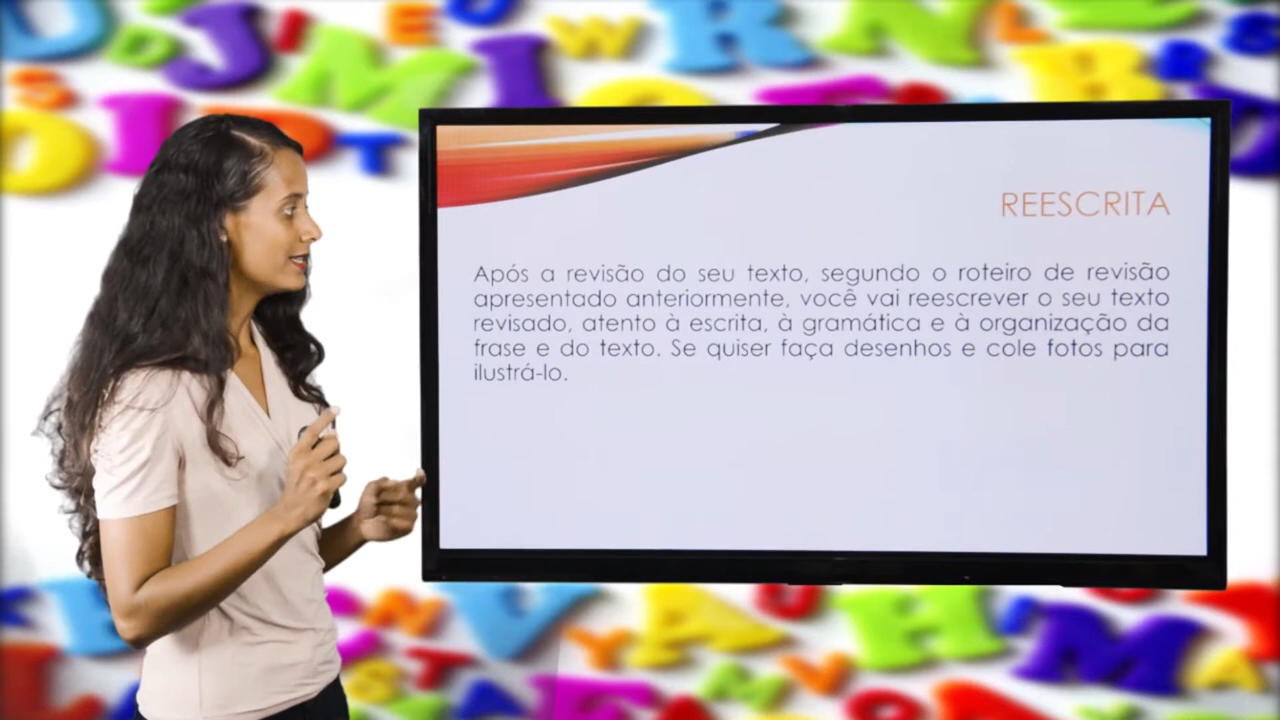 REESCRITA
Após a revisão do seu texto, segundo o roteiro de revisão
apresentado anteriormente, você vai reescrever o seu texto
revisado, atento à escrita, à gramática e à organização da
frase e do texto. Se quiser faça desenhos e cole fotos para
ilustrá-lo.